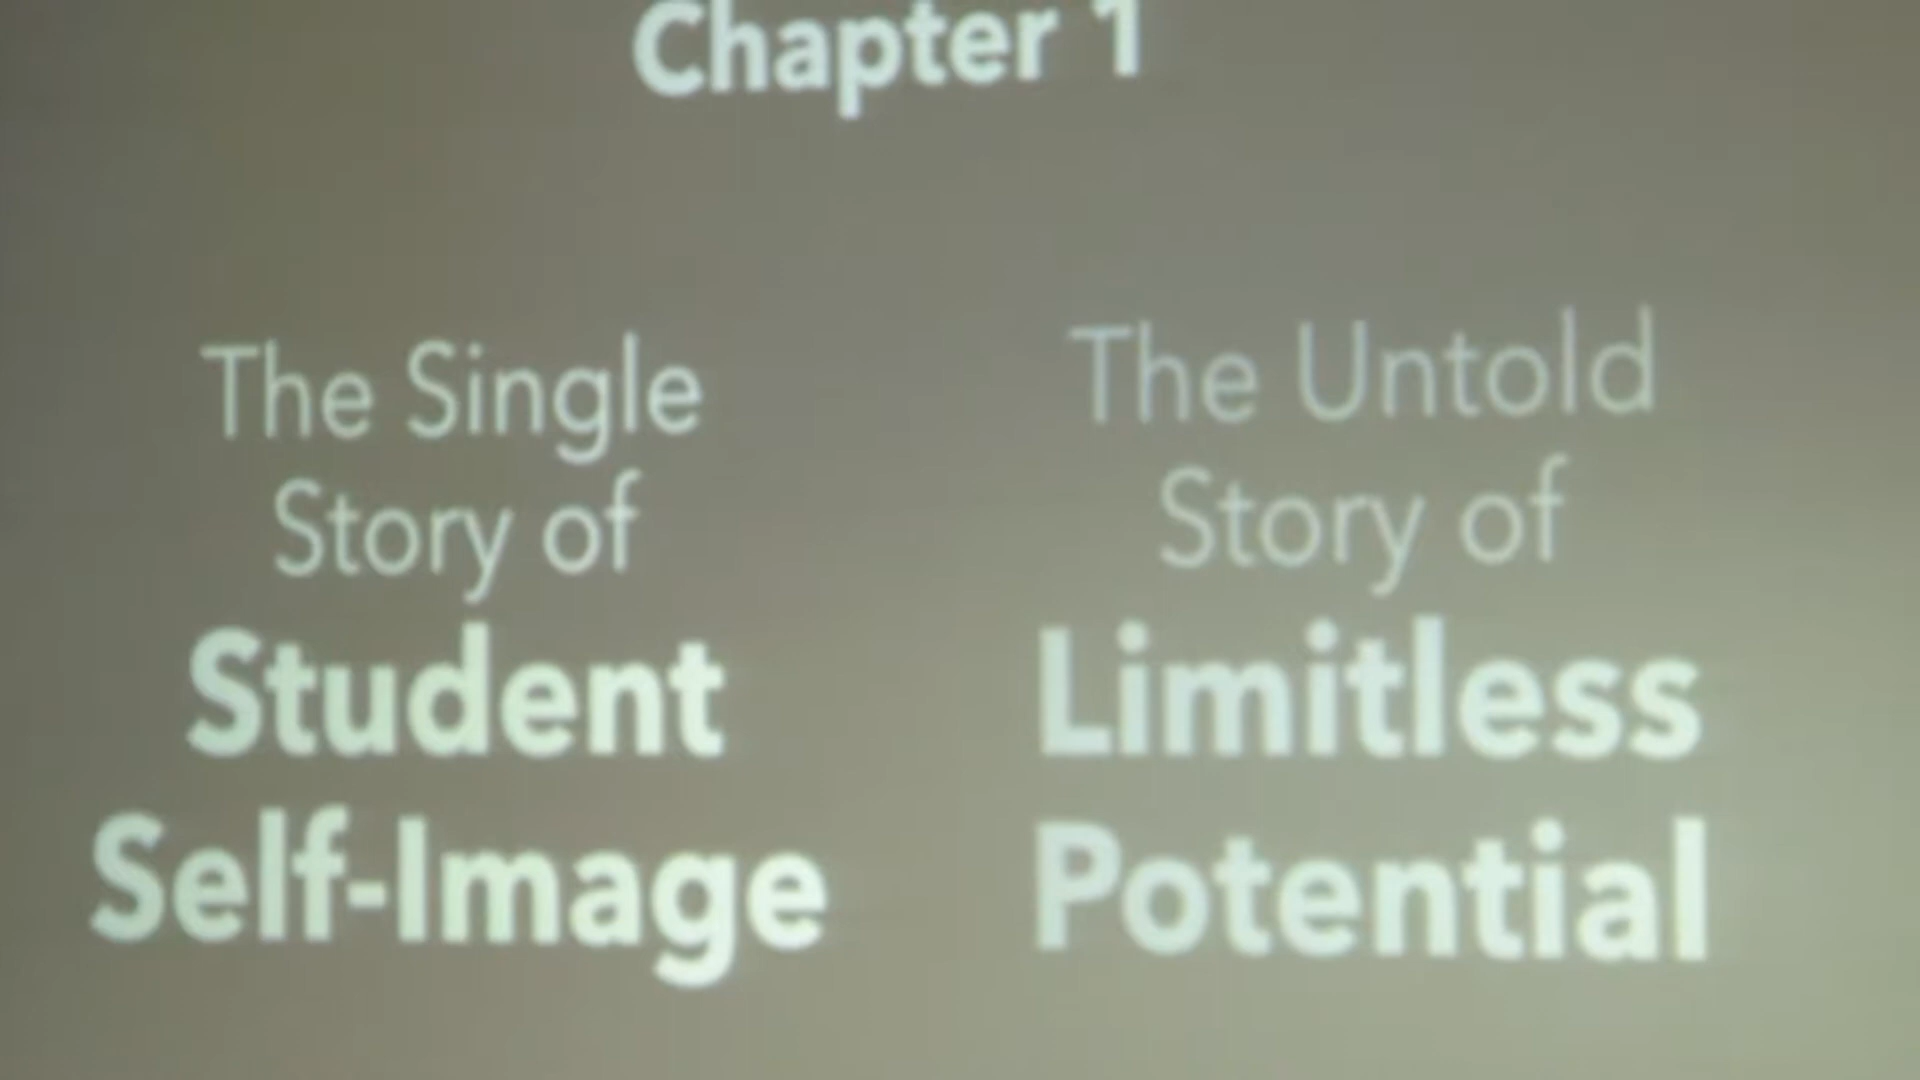 Chapter 1
The Single
Story of
Student
Self-Image
The Untold
Story of
Limitless
Potential